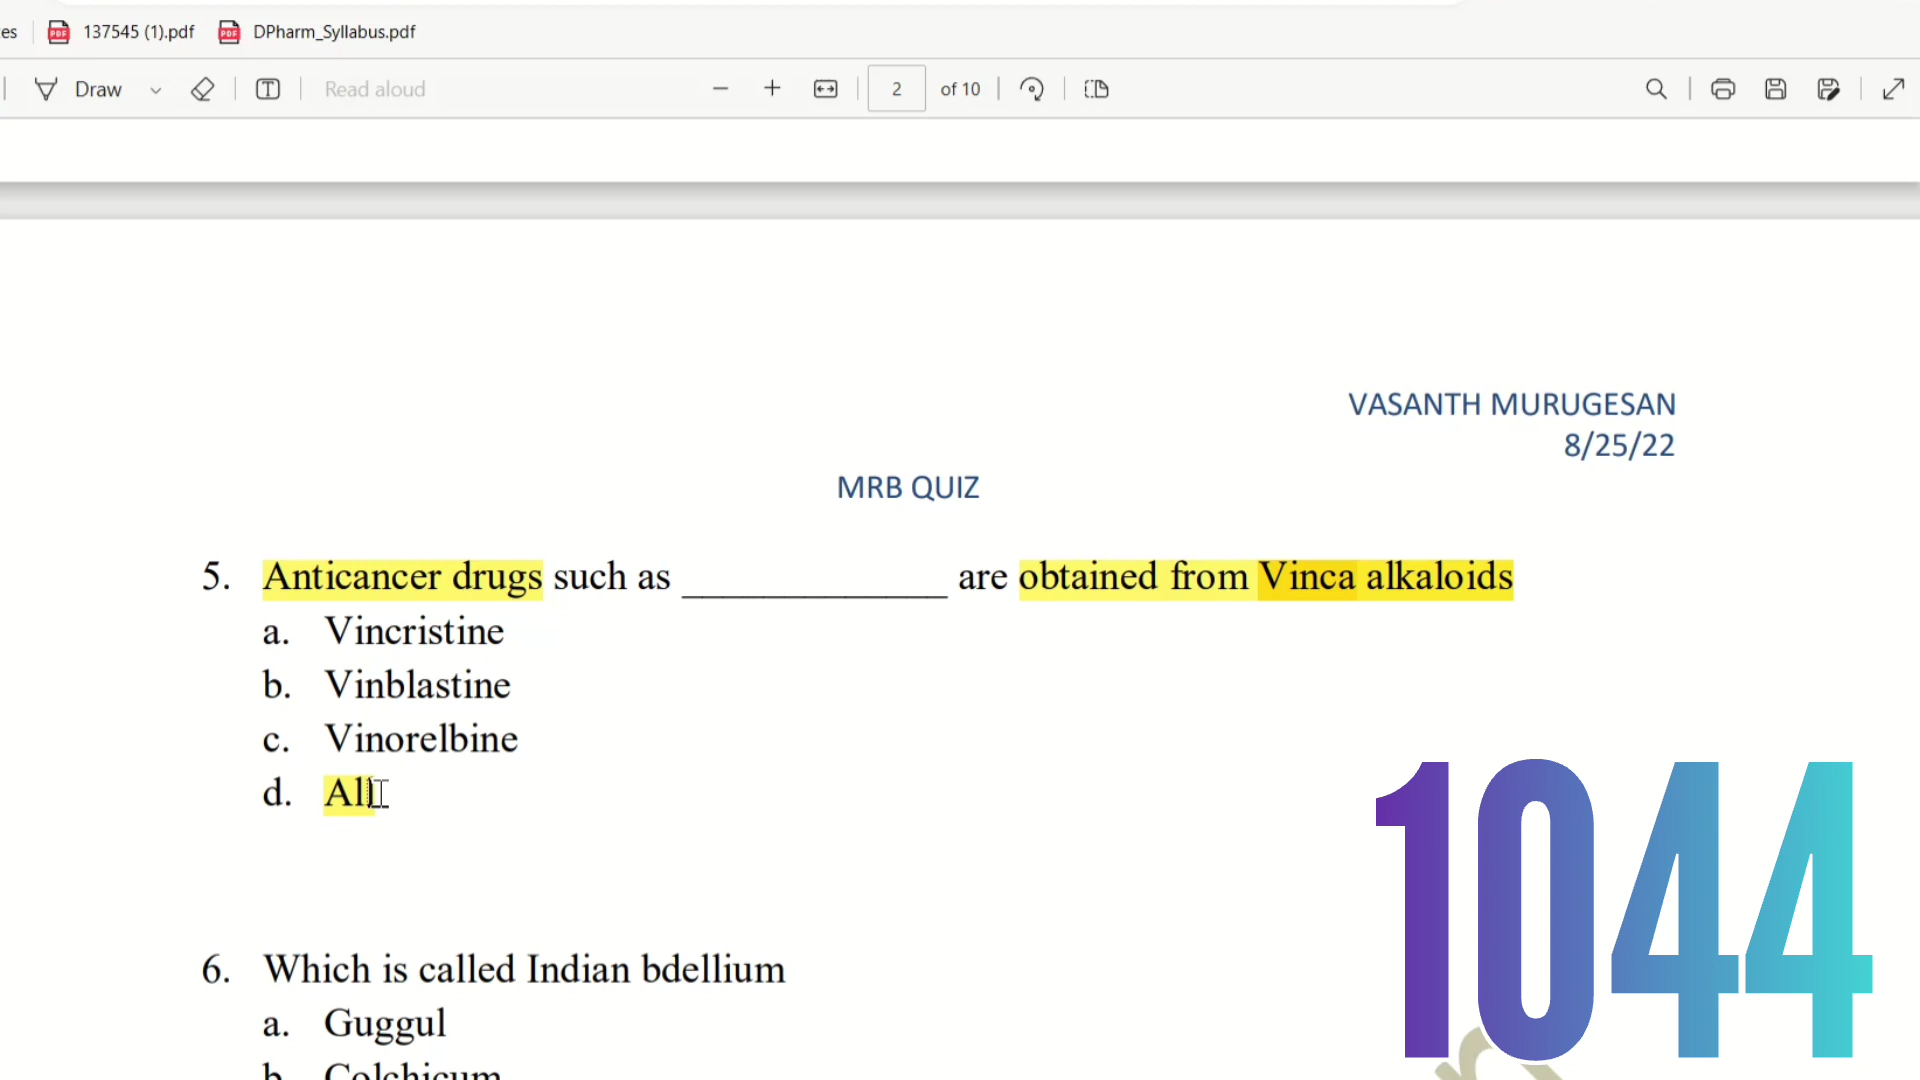 es
137545 (1).pdf
DPharm_Syllabus.pdf
Draw
Read aloud
2 of 10
VASANTH MURUGESAN
8/25/22
MRB QUIZ
5. Anticancer drugs such as _____________ are obtained from Vinca alkaloids
a. Vincristine
b. Vinblastine
c. Vinorelbine
d. All
6. Which is called Indian bdellium
a. Guggul
b. Colchicum
1044